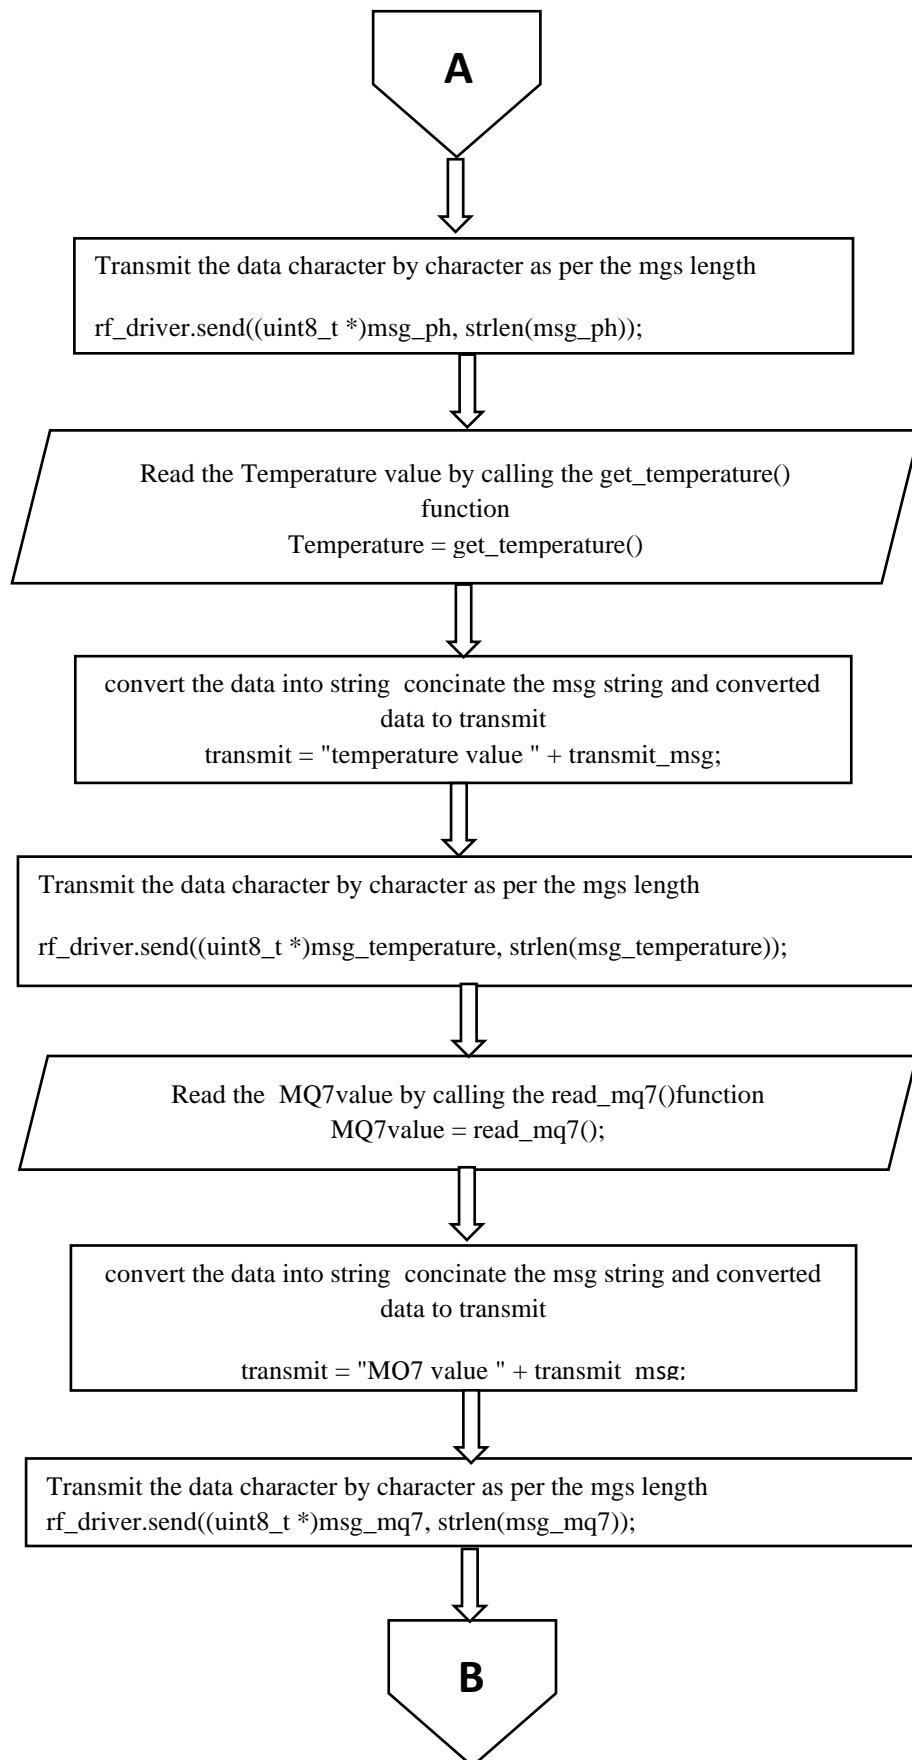 A
Transmit the data character by character as per the mgs length
rf_driver.send((uint8_t *)msg_ph, strlen(msg_ph));
Read the Temperature value by calling the get_temperature()
function
Temperature = get_temperature()
convert the data into string  concinate the msg string and converted
data to transmit
transmit = "temperature value " + transmit_msg;
Transmit the data character by character as per the mgs length
rf_driver.send((uint8_t *)msg_temperature, strlen(msg_temperature));
Read the  MQ7value by calling the read_mq7()function
MQ7value = read_mq7();
convert the data into string  concinate the msg string and converted
data to transmit
transmit = "MQ7 value " + transmit_msg;
Transmit the data character by character as per the mgs length
rf_driver.send((uint8_t *)msg_mq7, strlen(msg_mq7));
B